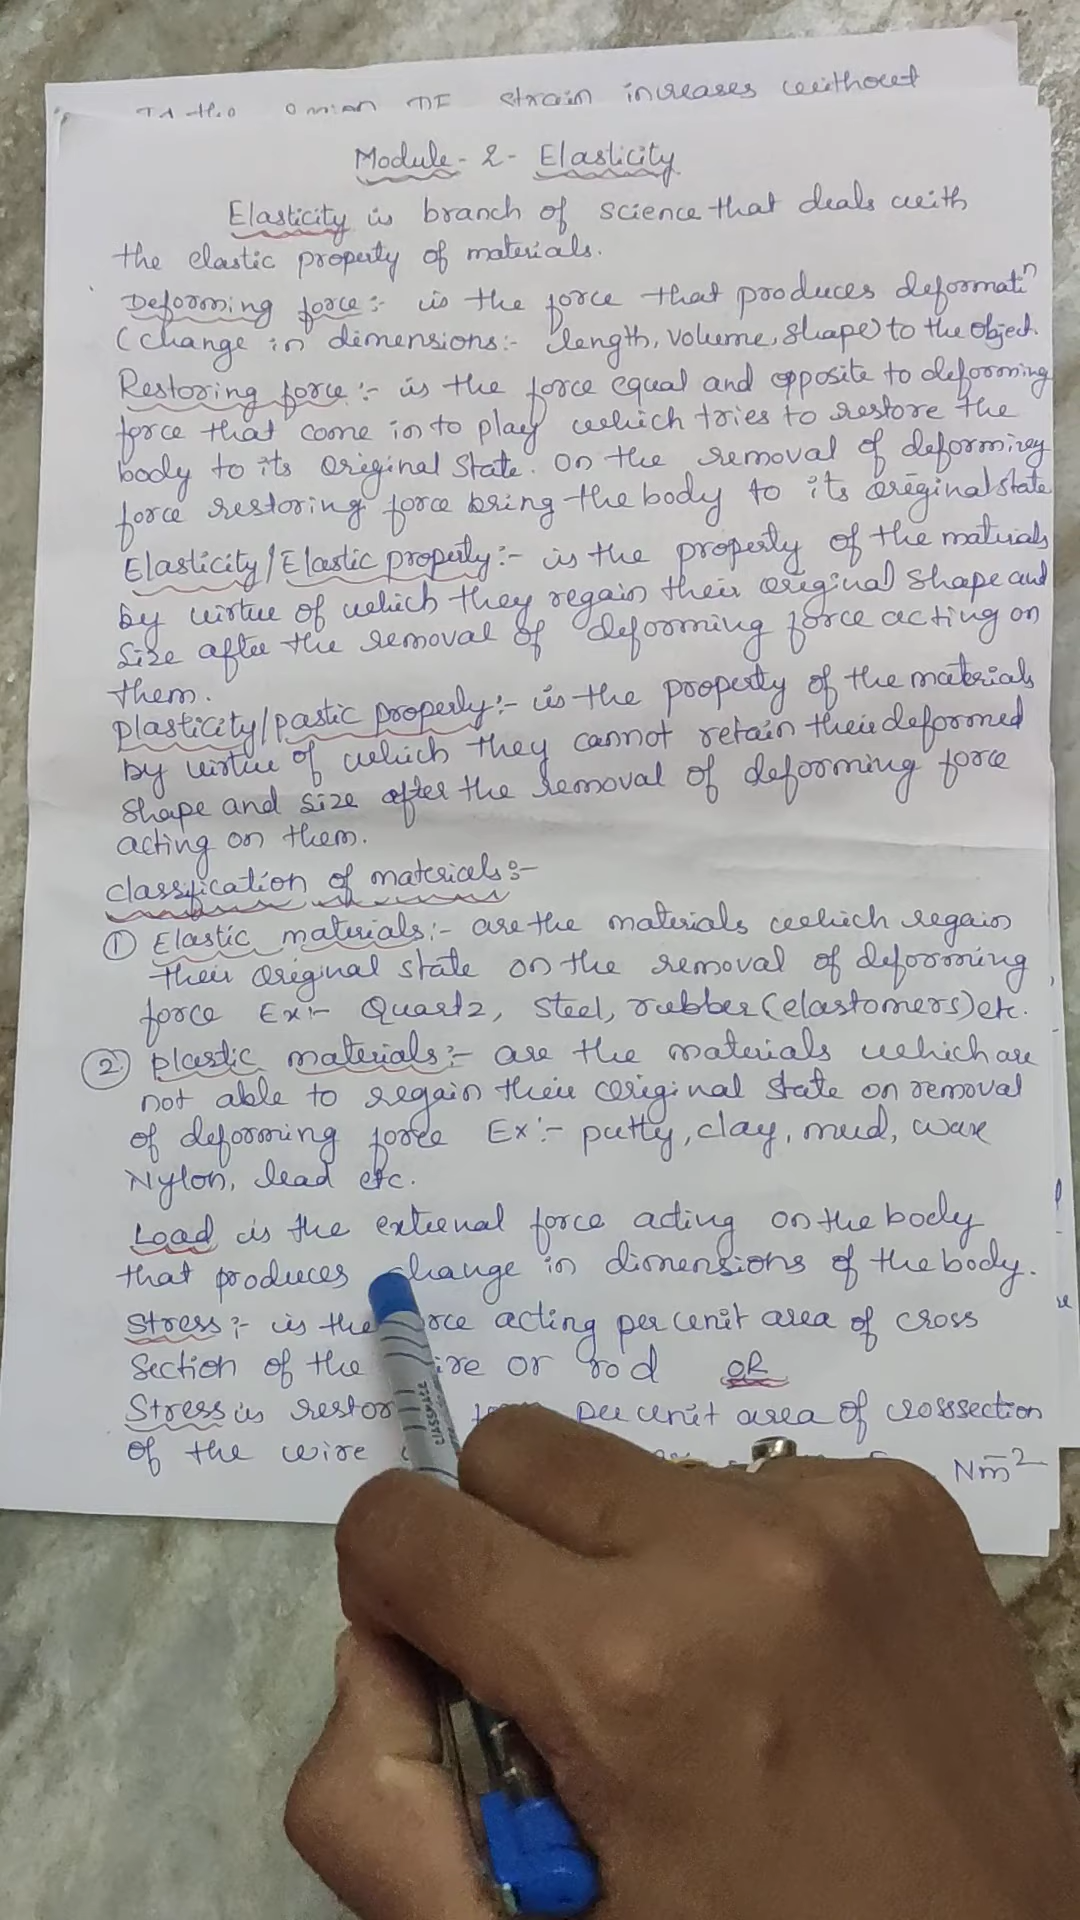 strain increases without
Module - 2 - Elasticity
Elasticity is branch of science that deals with
the elastic property of materials.
Deforming force :- is the force that produces deformatiⁿ
(change in dimensions:- length, volume, shape) to the object.
Restoring force :- is the force equal and opposite to deforming
force that come in to play which tries to restore the
body to its original state. On the removal of deforming
force restoring force bring the body to its original state
Elasticity/Elastic property :- is the property of the materials
by virtue of which they regain their original shape and
size after the removal of deforming force acting on
them.
Plasticity/pastic property :- is the property of the materials
by virtue of which they cannot retain their deformed
shape and size after the removal of deforming force
acting on them.
Classification of materials :-
① Elastic materials :- are the materials which regain
their original state on the removal of deforming
force Ex:- Quartz, steel, rubber (elastomers) etc.
② Plastic materials :- are the materials which are
not able to regain their original state on removal
of deforming force Ex:- putty, clay, mud, wax
Nylon, lead etc.
Load is the external force acting on the body
that produces change in dimensions of the body.
Stress :- is the acting per unit area of cross
section of the or rod OR
Stress is per unit area of crosssection
of the wire Nm̄²